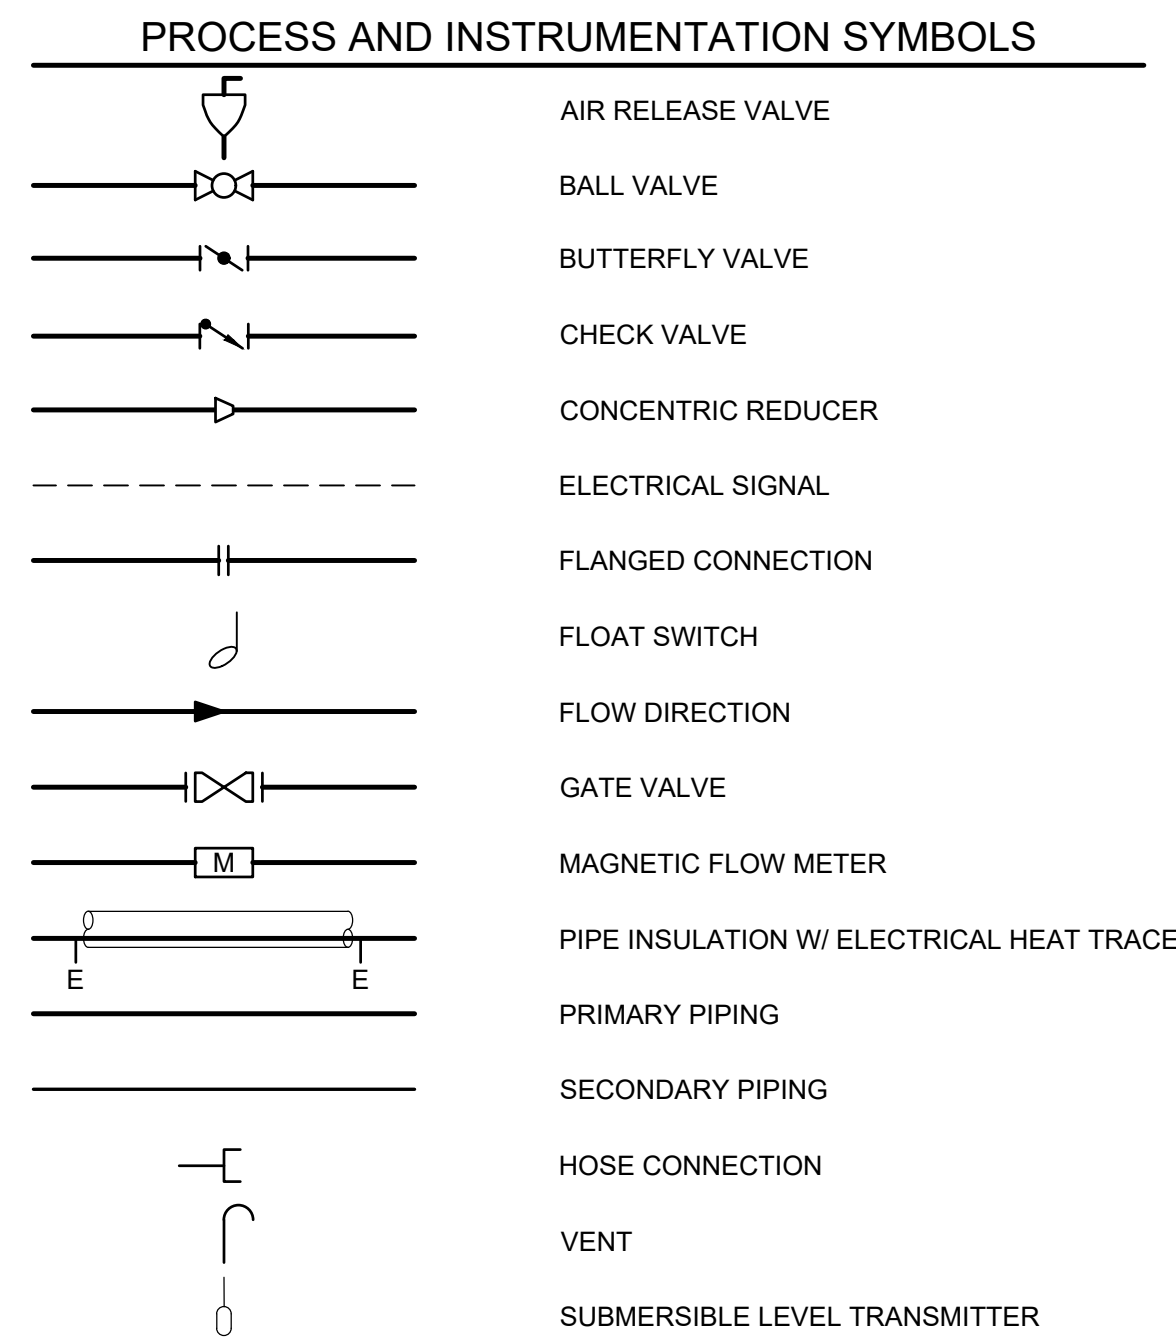 PROCESS AND INSTRUMENTATION SYMBOLS
AIR RELEASE VALVE
BALL VALVE
BUTTERFLY VALVE
CHECK VALVE
CONCENTRIC REDUCER
ELECTRICAL SIGNAL
FLANGED CONNECTION
FLOAT SWITCH
FLOW DIRECTION
GATE VALVE
M MAGNETIC FLOW METER
PIPE INSULATION W/ ELECTRICAL HEAT TRACE
E E
PRIMARY PIPING
SECONDARY PIPING
HOSE CONNECTION
VENT
SUBMERSIBLE LEVEL TRANSMITTER